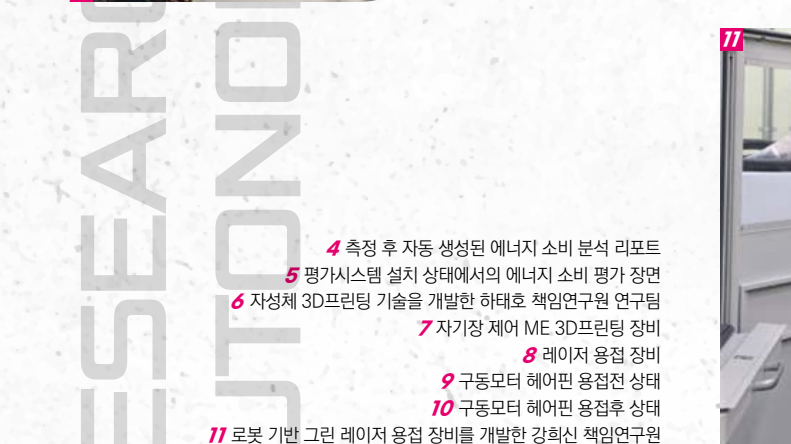 11
4 측정 후 자동 생성된 에너지 소비 분석 리포트
5 평가시스템 설치 상태에서의 에너지 소비 평가 장면
6 자성체 3D프린팅 기술을 개발한 하태호 책임연구원 연구팀
7 자기장 제어 ME 3D프린팅 장비
8 레이저 용접 장비
9 구동모터 헤어핀 용접전 상태
10 구동모터 헤어핀 용접후 상태
11 로봇 기반 그린 레이저 용접 장비를 개발한 강희신 책임연구원